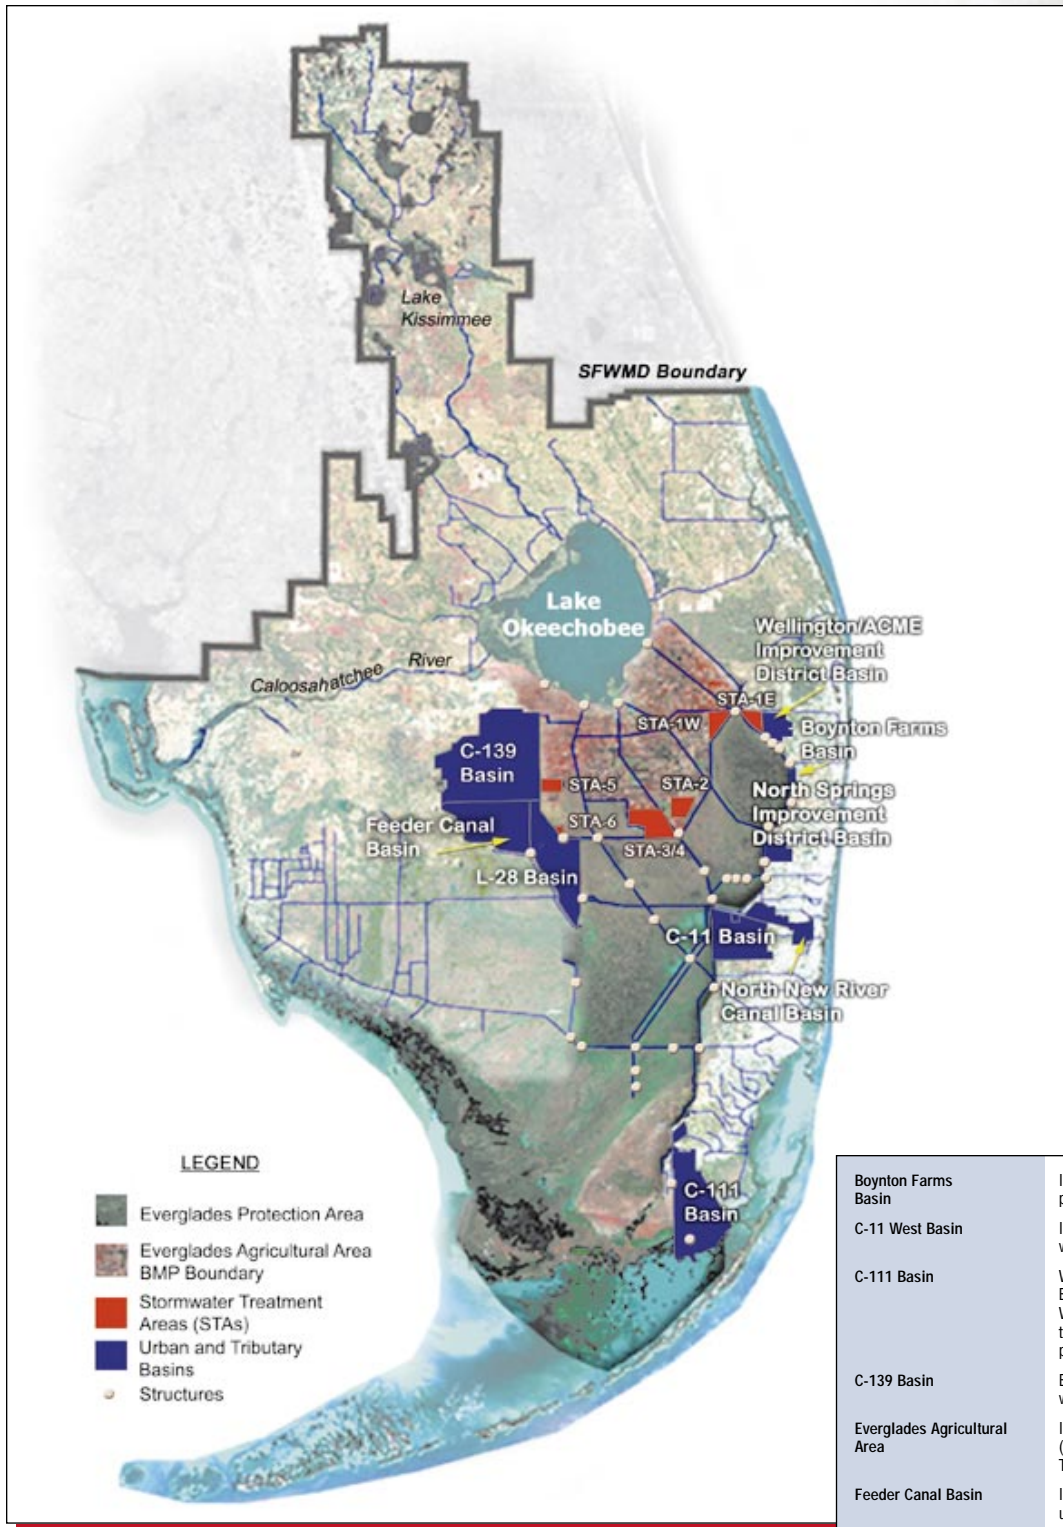 Lake
Kissimmee
SFWMD Boundary
Lake
Okeechobee
Wellington/ACME
Improvement
District Basin
Caloosahatchee River
STA-1E
STA-1W
Boynton Farms
Basin
C-139
Basin
STA-5
STA-2
North Springs
Improvement
District Basin
Feeder Canal
Basin
STA-6
STA-3/4
L-28 Basin
C-11 Basin
North New River
Canal Basin
C-111
Basin
LEGEND
Everglades Protection Area
Everglades Agricultural Area
BMP Boundary
Stormwater Treatment
Areas (STAs)
Urban and Tributary
Basins
Structures
Boynton Farms
Basin
C-11 West Basin
C-111 Basin
C-139 Basin
Everglades Agricultural
Area
Feeder Canal Basin